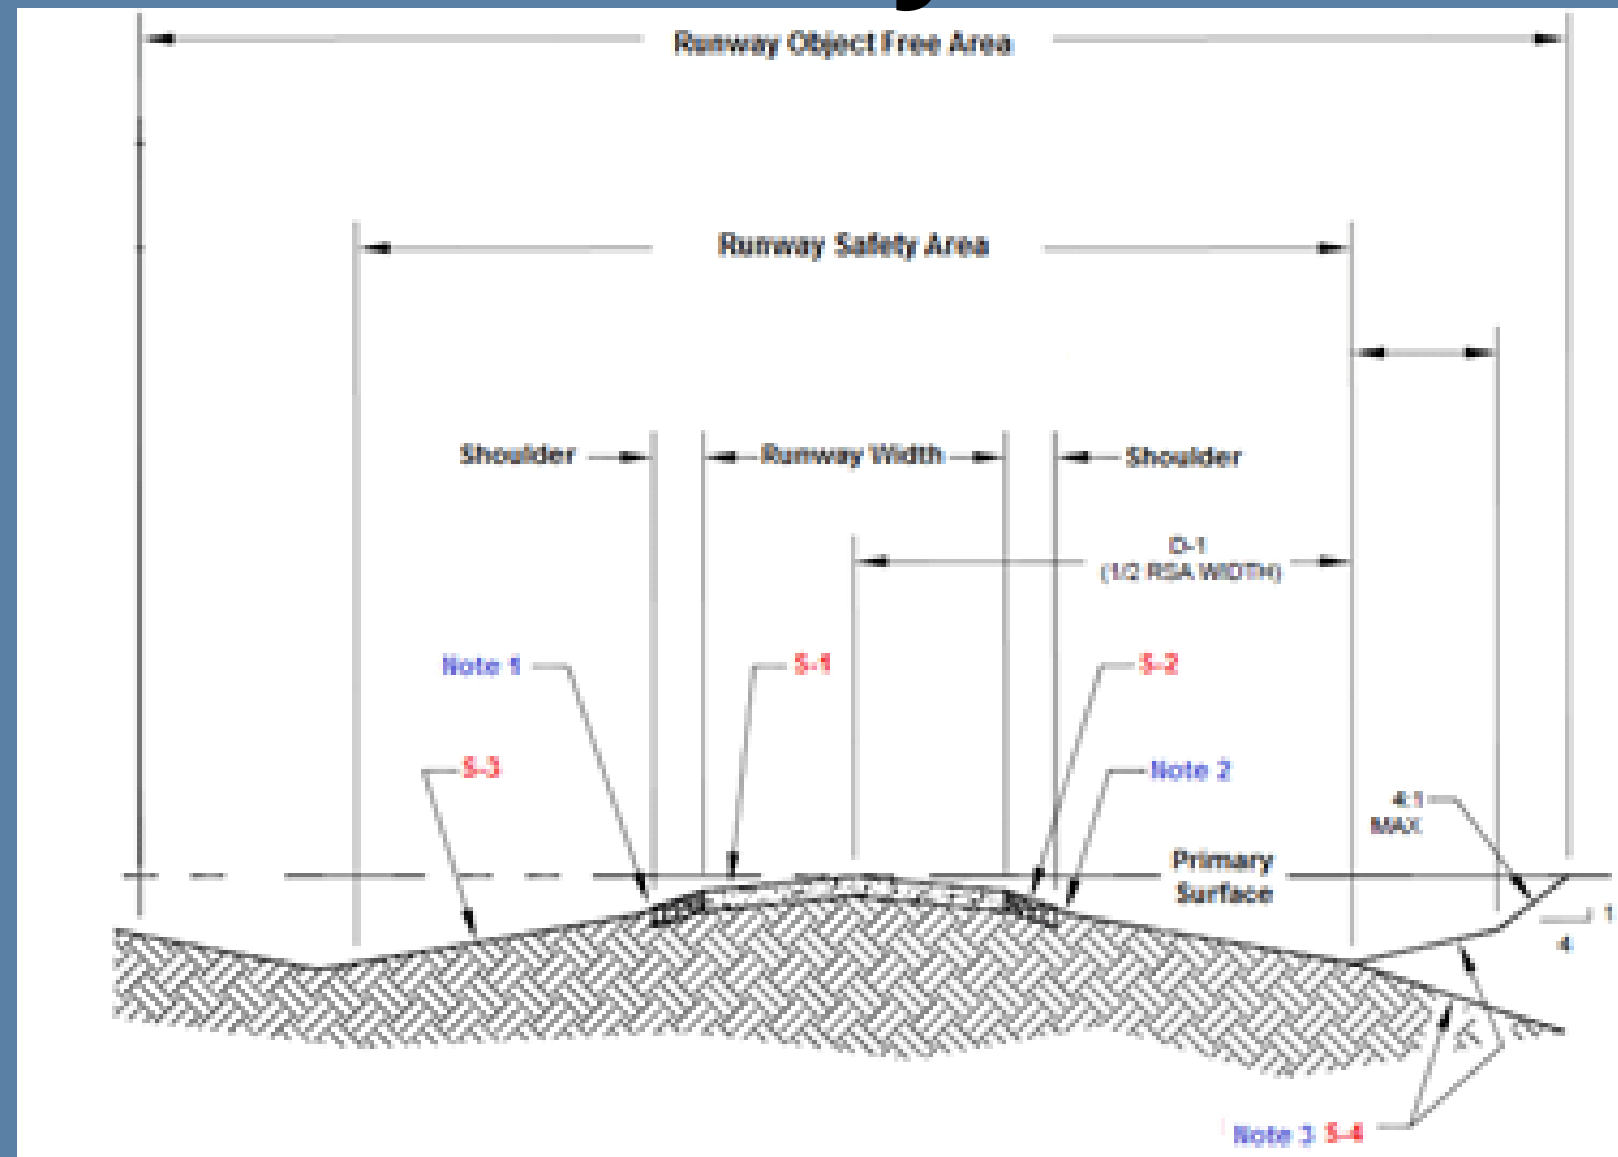 Runway Object Free Area
Runway Safety Area
Shoulder
Runway Width
Shoulder
D-1
(1/2 RSA WIDTH)
Note 1
S-1
S-2
S-3
Note 2
4:1
MAX
Primary
Surface
1
4
Note 3 S-4